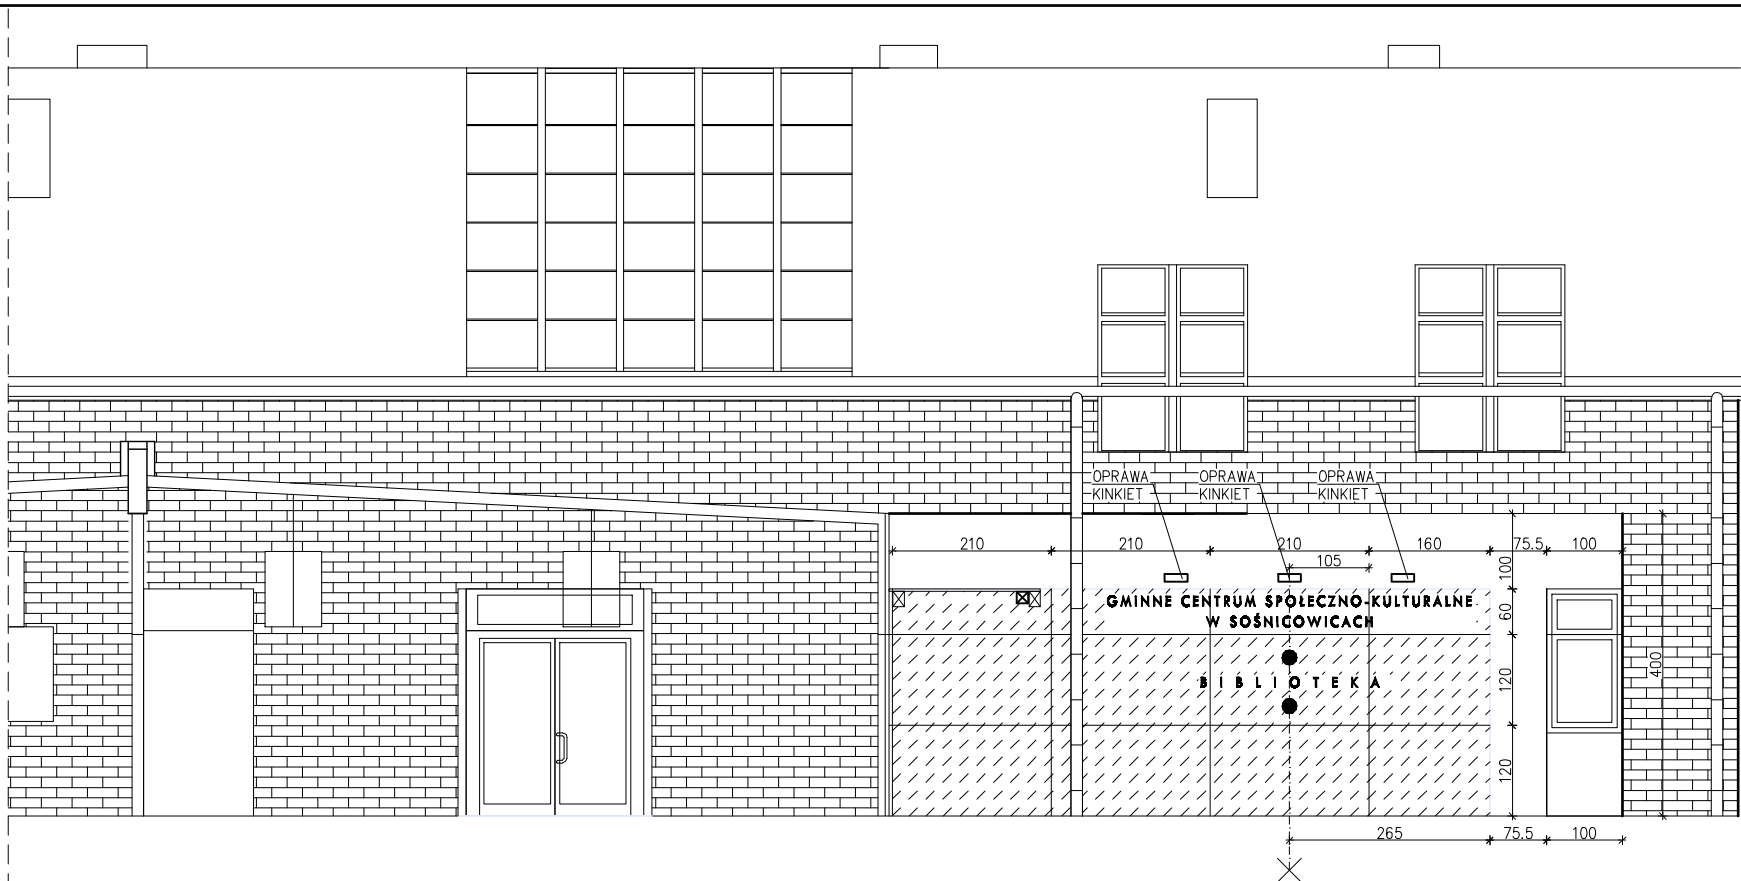 OPRAWA
KINKIET
OPRAWA
KINKIET
OPRAWA
KINKIET
210
210
210
160
75.5
100
105
100
GMINNE CENTRUM SPOŁECZNO-KULTURALNE
W SOŚNICOWICACH
60
400
BIBLIOTEKA
120
120
265
75.5
100